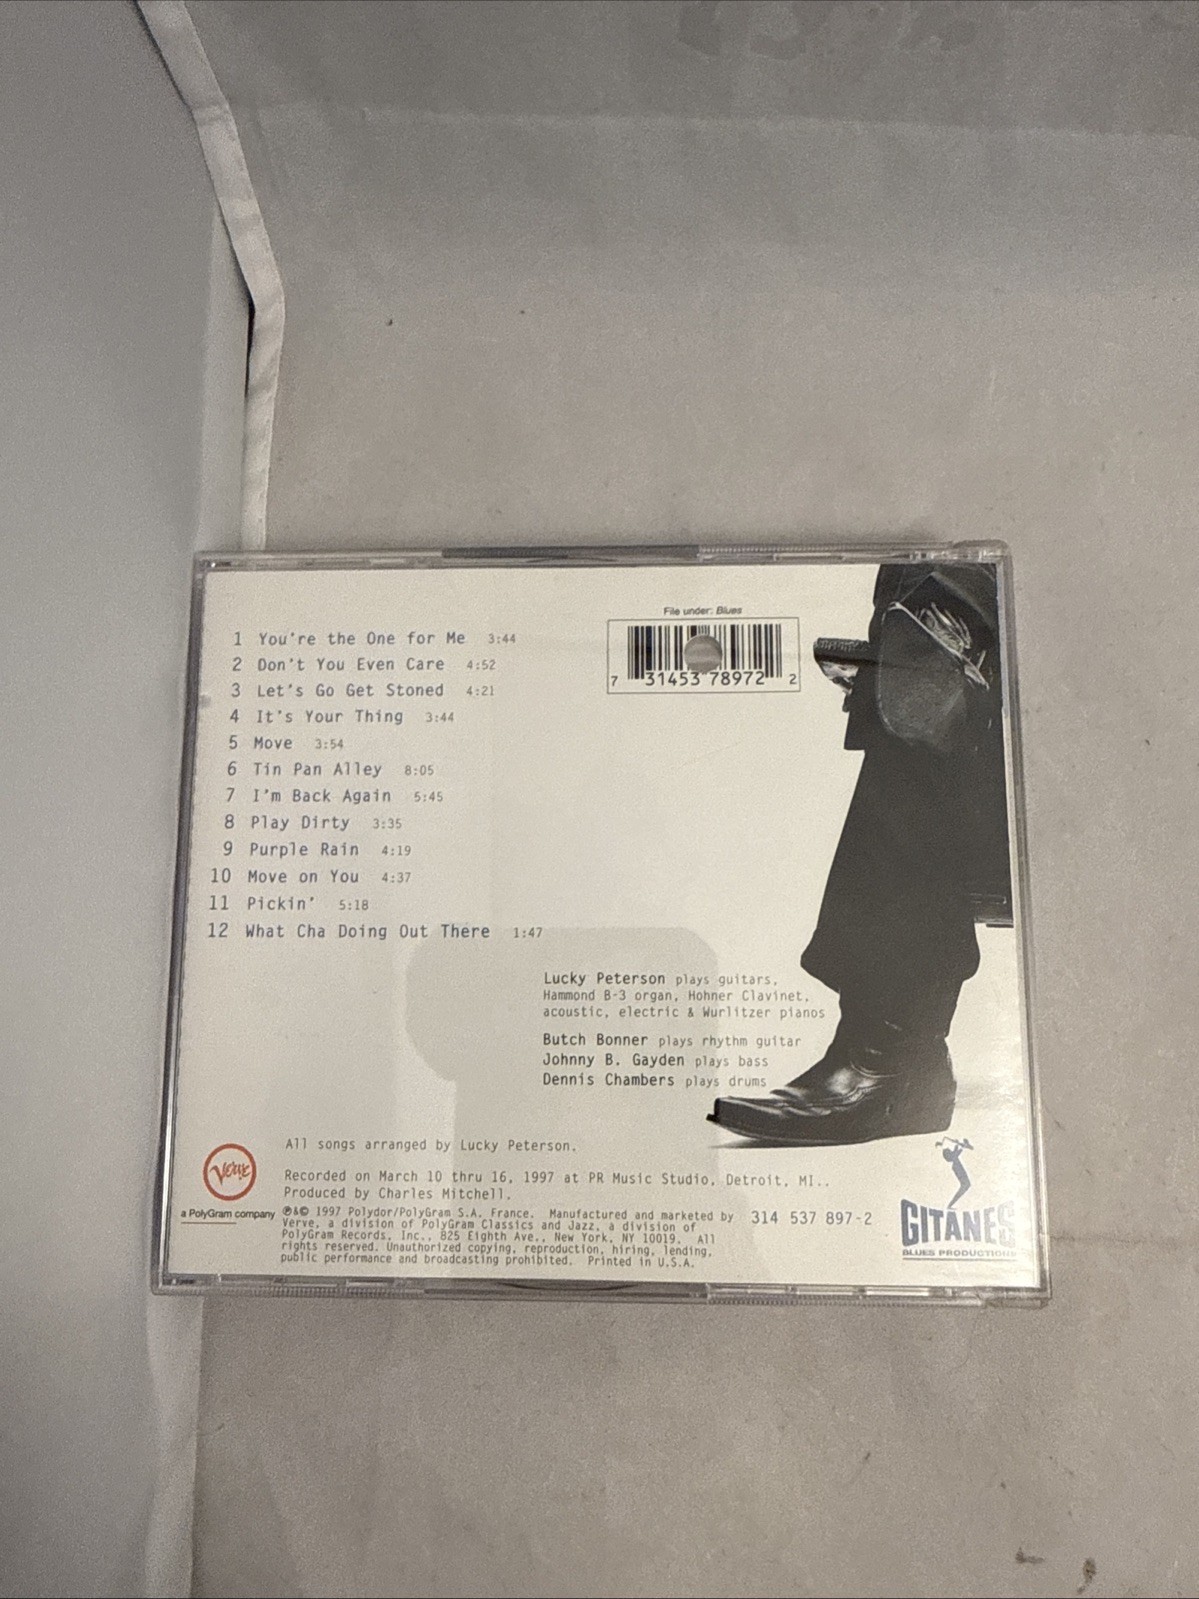 File under: Blues
7 31453 78972 2
1 You're the One for Me 3:44
2 Don't You Even Care 4:52
3 Let's Go Get Stoned 4:21
4 It's Your Thing 3:44
5 Move 3:54
6 Tin Pan Alley 8:05
7 I'm Back Again 5:45
8 Play Dirty 3:35
9 Purple Rain 4:19
10 Move on You 4:37
11 Pickin' 5:18
12 What Cha Doing Out There 1:47
Lucky Peterson plays guitars,
Hammond B-3 organ, Hohner Clavinet,
acoustic, electric & Wurlitzer pianos
Butch Bonner plays rhythm guitar
Johnny B. Gayden plays bass
Dennis Chambers plays drums
All songs arranged by Lucky Peterson.
Recorded on March 10 thru 16, 1997 at PR Music Studio, Detroit, MI..
Produced by Charles Mitchell.
Verve
a PolyGram company
℗&© 1997 Polydor/PolyGram S.A. France. Manufactured and marketed by
Verve, a division of PolyGram Classics and Jazz, a division of
PolyGram Records, Inc., 825 Eighth Ave., New York, NY 10019. All
rights reserved. Unauthorized copying, reproduction, hiring, lending,
public performance and broadcasting prohibited. Printed in U.S.A.
314 537 897-2
GITANES
BLUES PRODUCTIONS